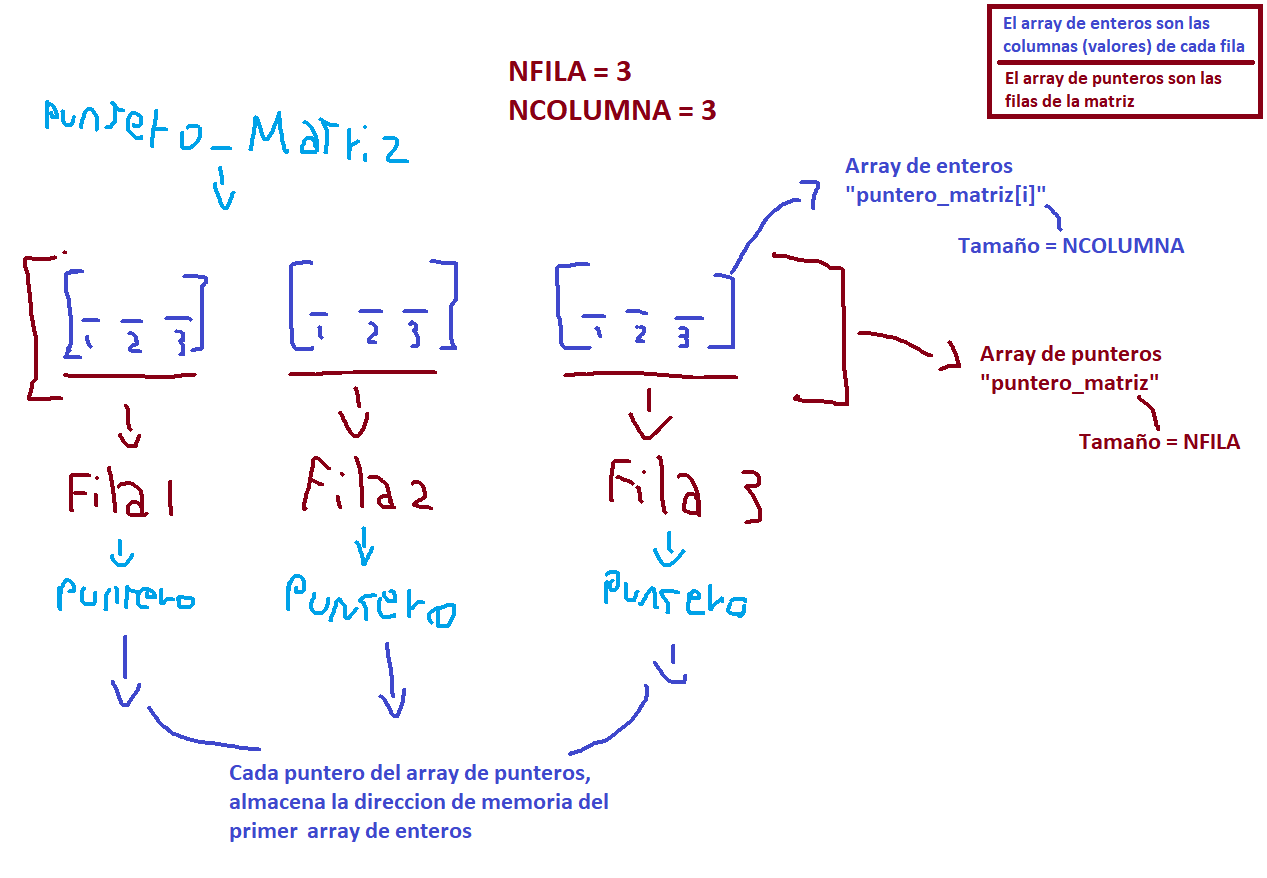 El array de enteros son las
columnas (valores) de cada fila
El array de punteros son las
filas de la matriz
NFILA = 3
NCOLUMNA = 3
Puntero_Matriz
Array de enteros
"puntero_matriz[i]"
Tamaño = NCOLUMNA
1 2 3
1 2 3
1 2 3
Array de punteros
"puntero_matriz"
Tamaño = NFILA
Fila 1
Fila 2
Fila 3
Puntero
Puntero
Puntero
Cada puntero del array de punteros,
almacena la direccion de memoria del
primer array de enteros